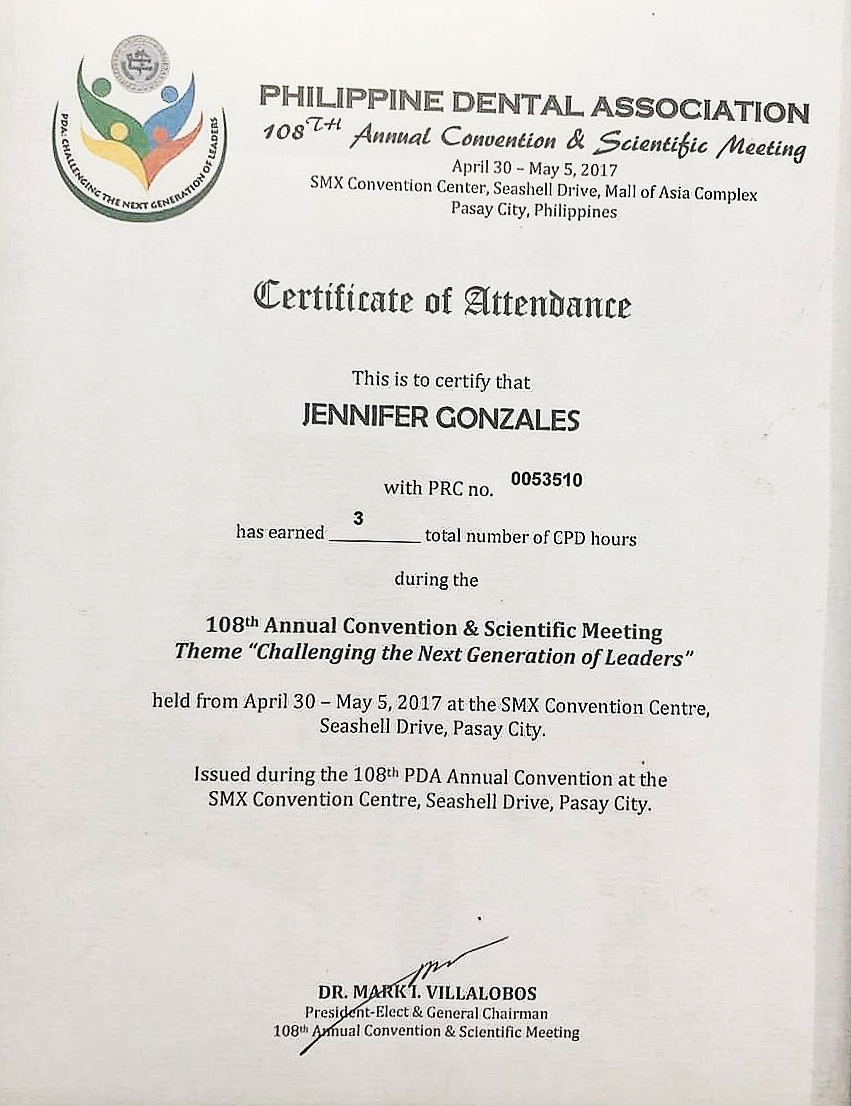 PDA: CHALLENGING THE NEXT GENERATION OF LEADERS
PHILIPPINE DENTAL ASSOCIATION
108TH Annual Convention & Scientific Meeting
April 30 – May 5, 2017
SMX Convention Center, Seashell Drive, Mall of Asia Complex
Pasay City, Philippines
Certificate of Attendance
This is to certify that
JENNIFER GONZALES
with PRC no. 0053510
has earned 3 total number of CPD hours
during the
108th Annual Convention & Scientific Meeting
Theme “Challenging the Next Generation of Leaders”
held from April 30 – May 5, 2017 at the SMX Convention Centre,
Seashell Drive, Pasay City.
Issued during the 108th PDA Annual Convention at the
SMX Convention Centre, Seashell Drive, Pasay City.
DR. MARK I. VILLALOBOS
President-Elect & General Chairman
108th Annual Convention & Scientific Meeting